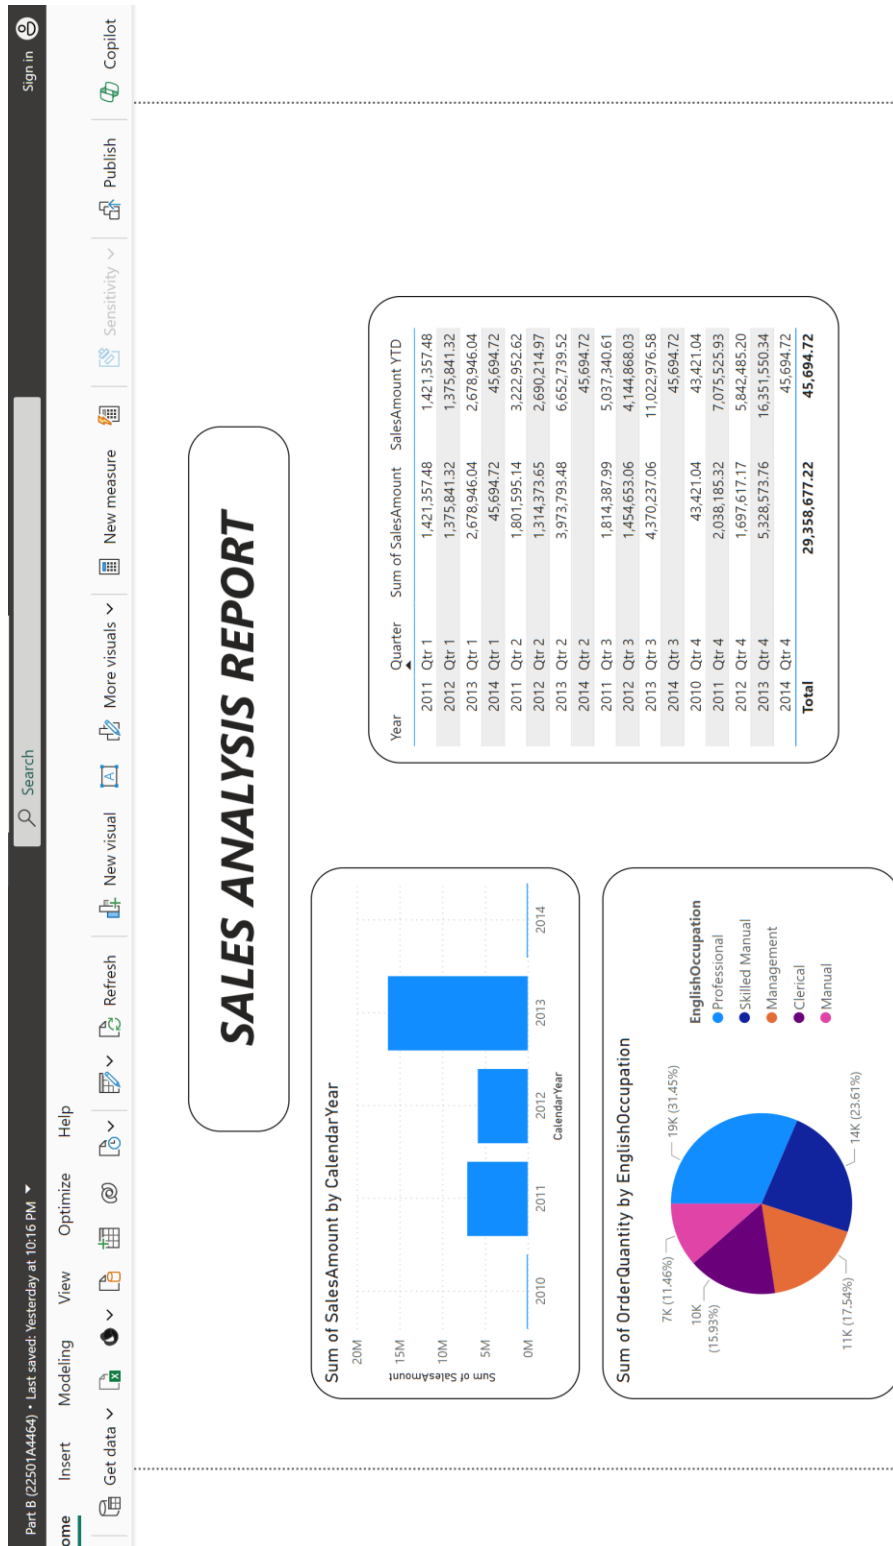 Part B (22501A4464) • Last saved: Yesterday at 10:16 PM
Search
Sign in
ome Insert Modeling View Optimize Help
Get data Refresh New visual A More visuals New measure Sensitivity Publish Copilot
SALES ANALYSIS REPORT
Sum of SalesAmount by CalendarYear
20M
15M
10M
5M
0M
Sum of SalesAmount
2010 2011 2012 2013 2014
CalendarYear
Sum of OrderQuantity by EnglishOccupation
19K (31.45%)
14K (23.61%)
11K (17.54%)
10K
(15.93%)
7K (11.46%)
EnglishOccupation
Professional
Skilled Manual
Management
Clerical
Manual
Year Quarter Sum of SalesAmount SalesAmount YTD
2011 Qtr 1 1,421,357.48 1,421,357.48
2012 Qtr 1 1,375,841.32 1,375,841.32
2013 Qtr 1 2,678,946.04 2,678,946.04
2014 Qtr 1 45,694.72 45,694.72
2011 Qtr 2 1,801,595.14 3,222,952.62
2012 Qtr 2 1,314,373.65 2,690,214.97
2013 Qtr 2 3,973,793.48 6,652,739.52
2014 Qtr 2 45,694.72
2011 Qtr 3 1,814,387.99 5,037,340.61
2012 Qtr 3 1,454,653.06 4,144,868.03
2013 Qtr 3 4,370,237.06 11,022,976.58
2014 Qtr 3 45,694.72
2010 Qtr 4 43,421.04 43,421.04
2011 Qtr 4 2,038,185.32 7,075,525.93
2012 Qtr 4 1,697,617.17 5,842,485.20
2013 Qtr 4 5,328,573.76 16,351,550.34
2014 Qtr 4 45,694.72
Total 29,358,677.22 45,694.72